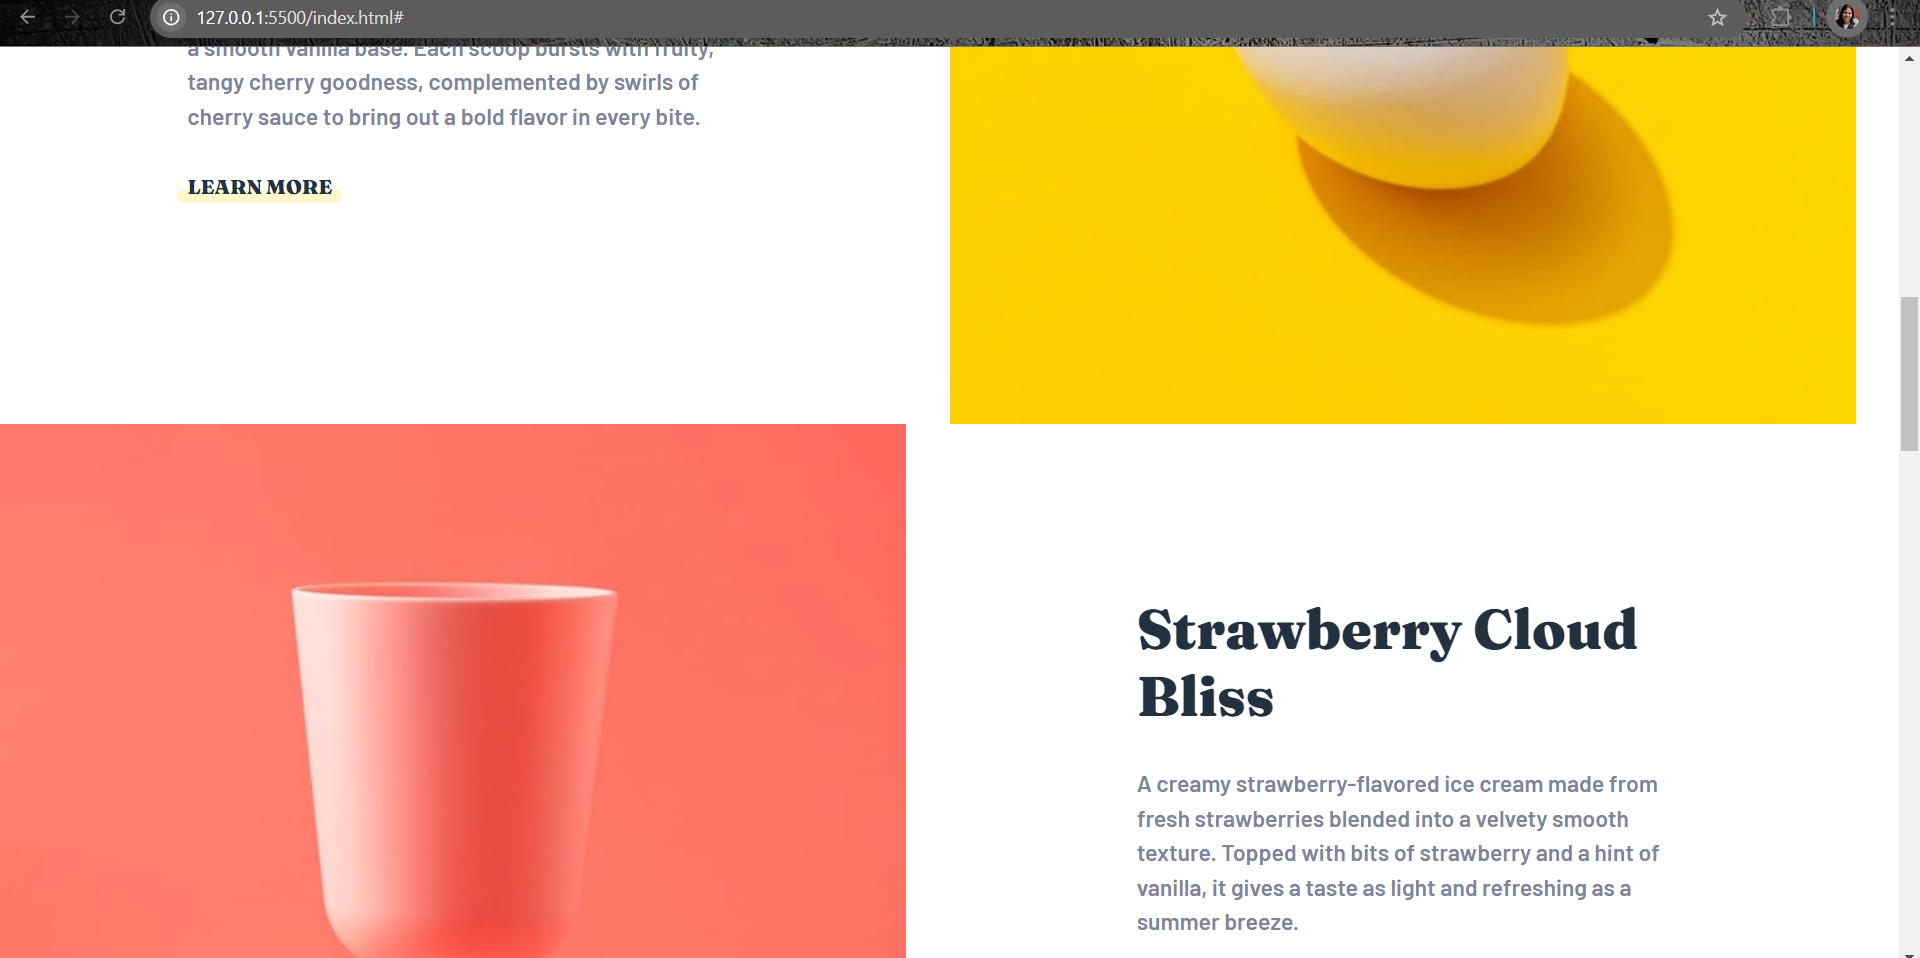 127.0.0.1:5500/index.html#
a smooth vanilla base. Each scoop bursts with fruity,
tangy cherry goodness, complemented by swirls of
cherry sauce to bring out a bold flavor in every bite.
LEARN MORE
Strawberry Cloud
Bliss
A creamy strawberry-flavored ice cream made from
fresh strawberries blended into a velvety smooth
texture. Topped with bits of strawberry and a hint of
vanilla, it gives a taste as light and refreshing as a
summer breeze.